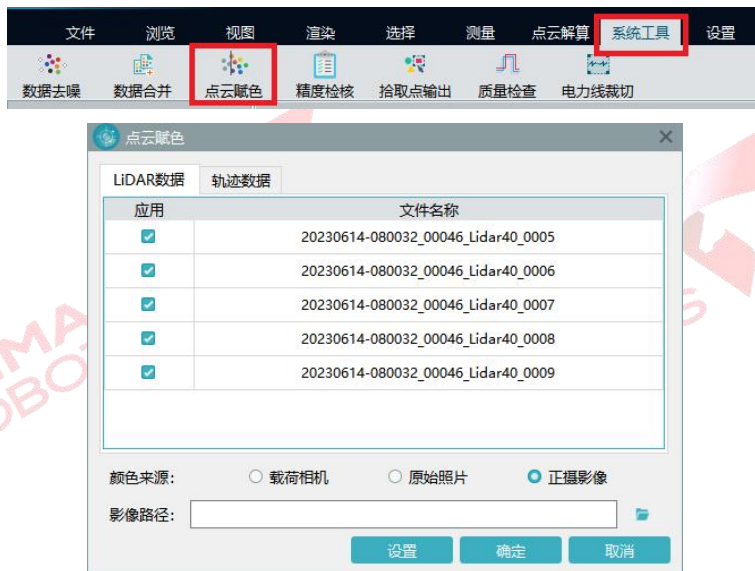 文件 浏览 视图 渲染 选择 测量 点云解算 系统工具 设置
数据去噪 数据合并 点云赋色 精度检核 拾取点输出 质量检查 电力线裁切
点云赋色
LiDAR数据 轨迹数据
应用 文件名称
20230614-080032_00046_Lidar40_0005
20230614-080032_00046_Lidar40_0006
20230614-080032_00046_Lidar40_0007
20230614-080032_00046_Lidar40_0008
20230614-080032_00046_Lidar40_0009
颜色来源: 载荷相机 原始照片 正摄影像
影像路径:
设置 确定 取消